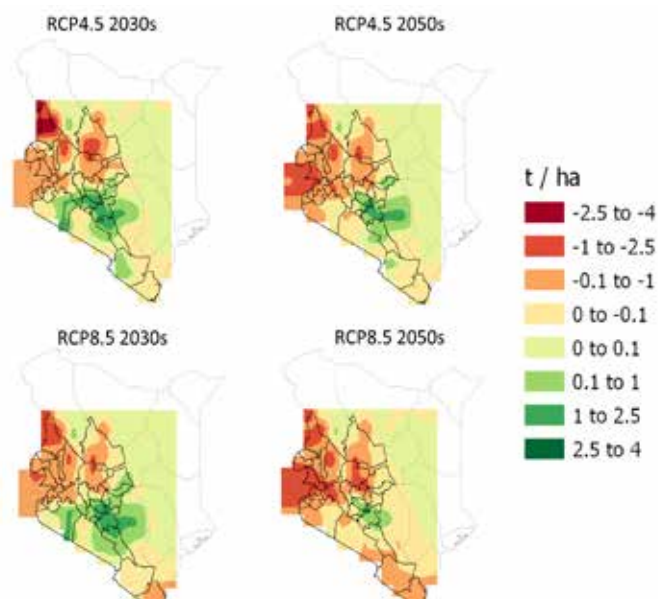 RCP4.5 2030s
RCP4.5 2050s
t / ha
-2.5 to -4
-1 to -2.5
-0.1 to -1
0 to -0.1
0 to 0.1
0.1 to 1
1 to 2.5
2.5 to 4
RCP8.5 2030s
RCP8.5 2050s